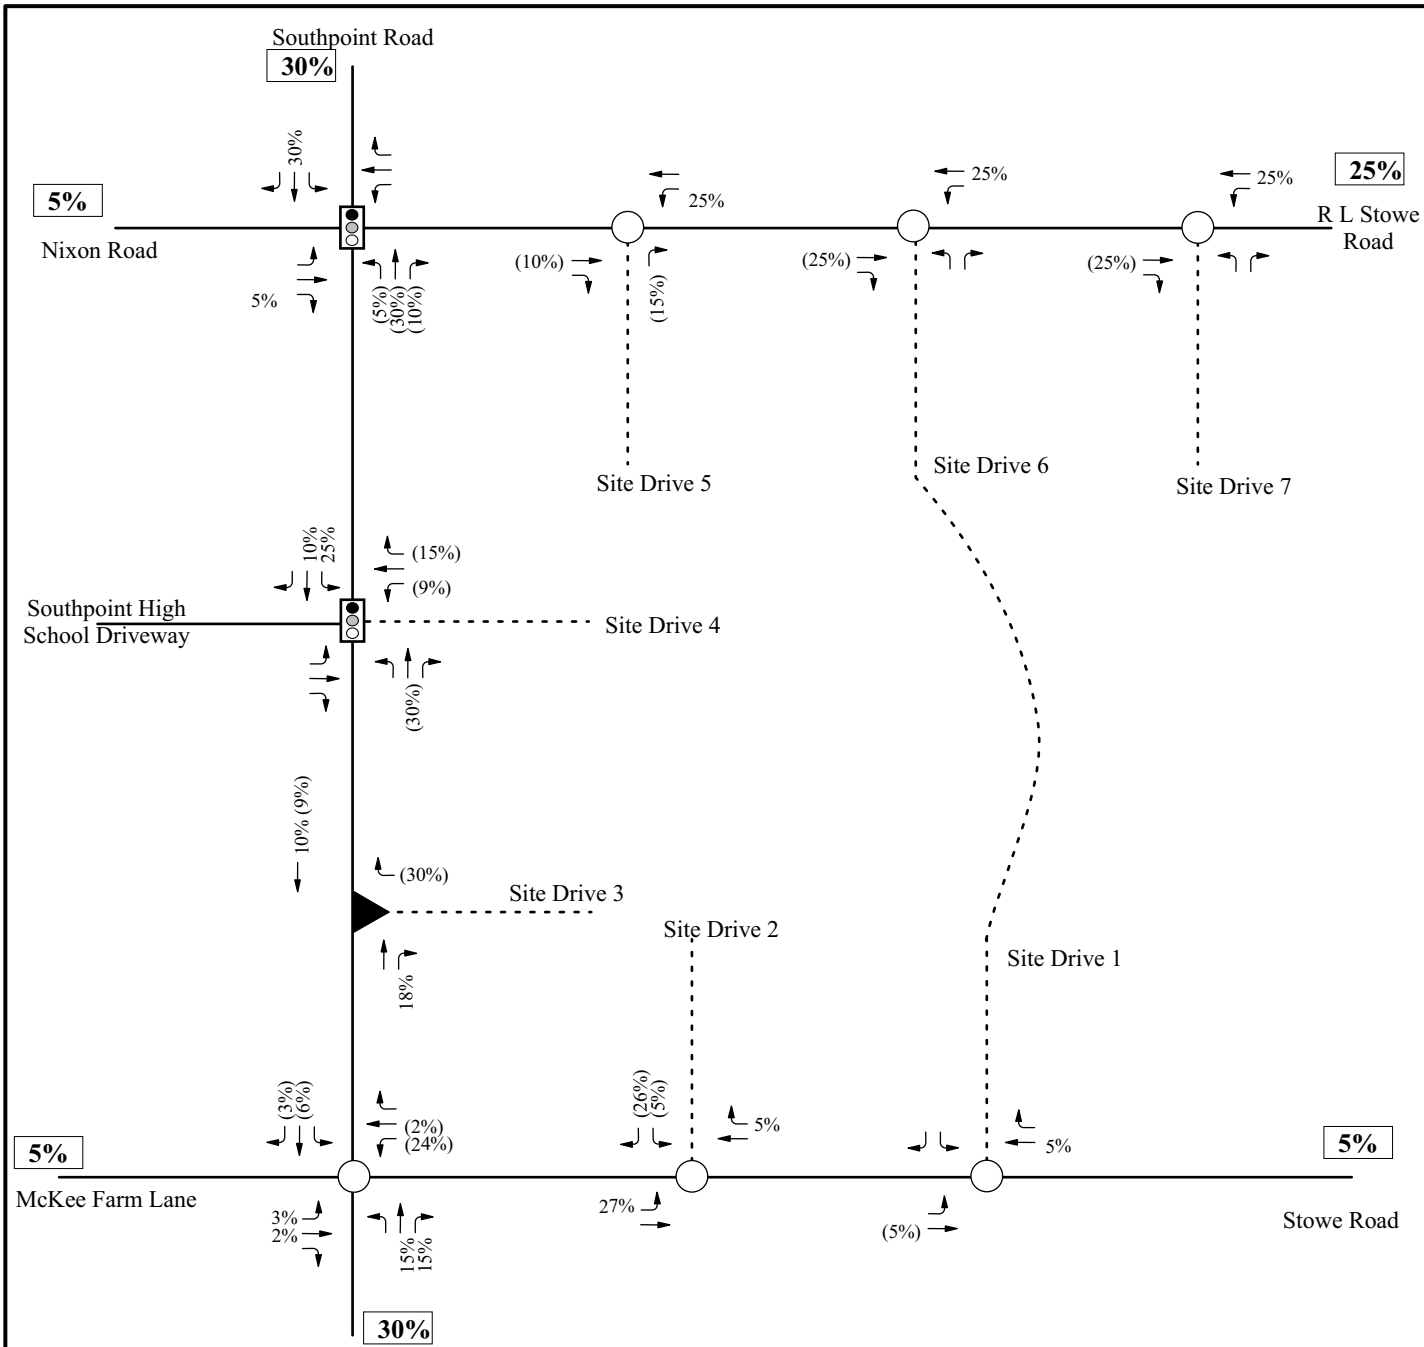 Southpoint Road
30%
30%
5%
Nixon Road
25%
25%
25%
25%
R L Stowe
Road
5%
(5%)
(30%)
(10%)
(10%)
(15%)
(25%)
(25%)
Site Drive 5
Site Drive 6
Site Drive 7
10%
25%
(15%)
(9%)
Southpoint High
School Driveway
Site Drive 4
(30%)
10% (9%)
(30%)
Site Drive 3
Site Drive 2
Site Drive 1
18%
(3%)
(6%)
(2%)
(24%)
(26%)
(5%)
5%
5%
5%
5%
McKee Farm Lane
3%
2%
15%
15%
27%
(5%)
Stowe Road
30%